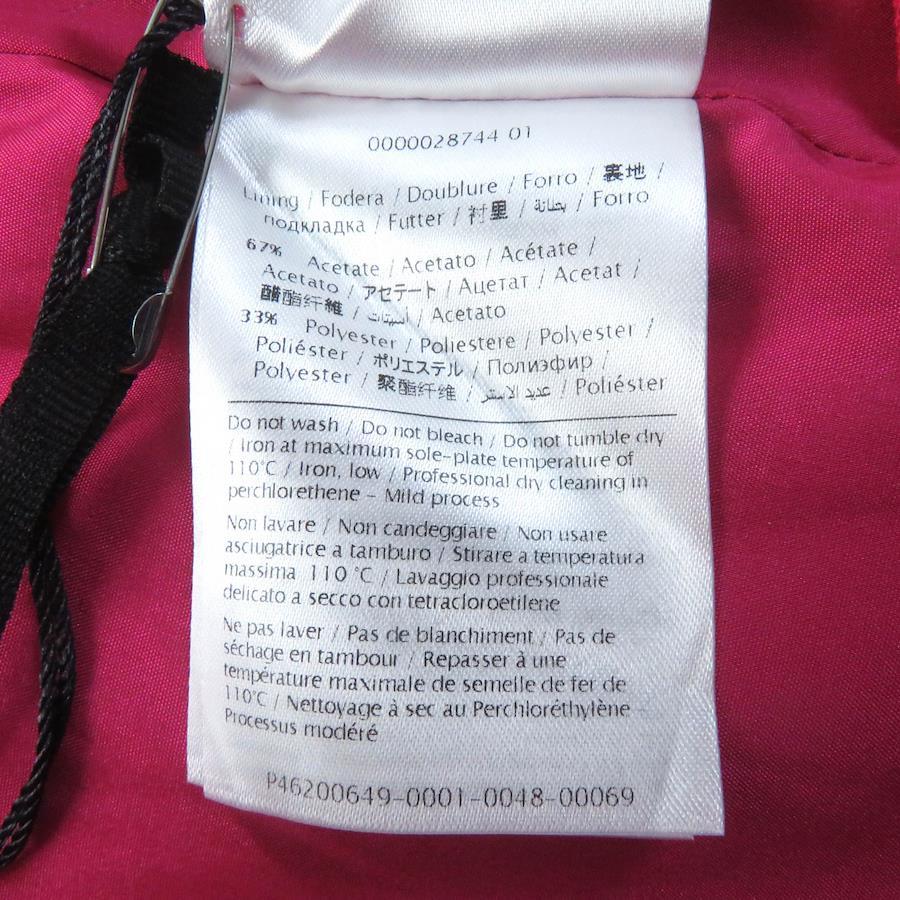 0000028744 01
Lining / Fodera / Doublure / Forro / 裏地 /
подкладка / Futter / 衬里 / بطانة / Forro
67% Acetate / Acetato / Acétate /
Acetato / アセテート / Ацетат / Acetat /
醋酯纤维 / أسيتات / Acetato
33% Polyester / Poliestere / Polyester /
Poliéster / ポリエステル / Полиэфир /
Polyester / 聚酯纤维 / عديد الاستر / Poliéster
Do not wash / Do not bleach / Do not tumble dry
/ Iron at maximum sole-plate temperature of
110°C / Iron, low / Professional dry cleaning in
perchlorethene – Mild process
Non lavare / Non candeggiare / Non usare
asciugatrice a tamburo / Stirare a temperatura
massima 110 °C / Lavaggio professionale
delicato a secco con tetracloroetilene
Ne pas laver / Pas de blanchiment / Pas de
séchage en tambour / Repasser à une
température maximale de semelle de fer de
110°C / Nettoyage à sec au Perchloréthylène –
Processus modéré
P46200649-0001-0048-00069